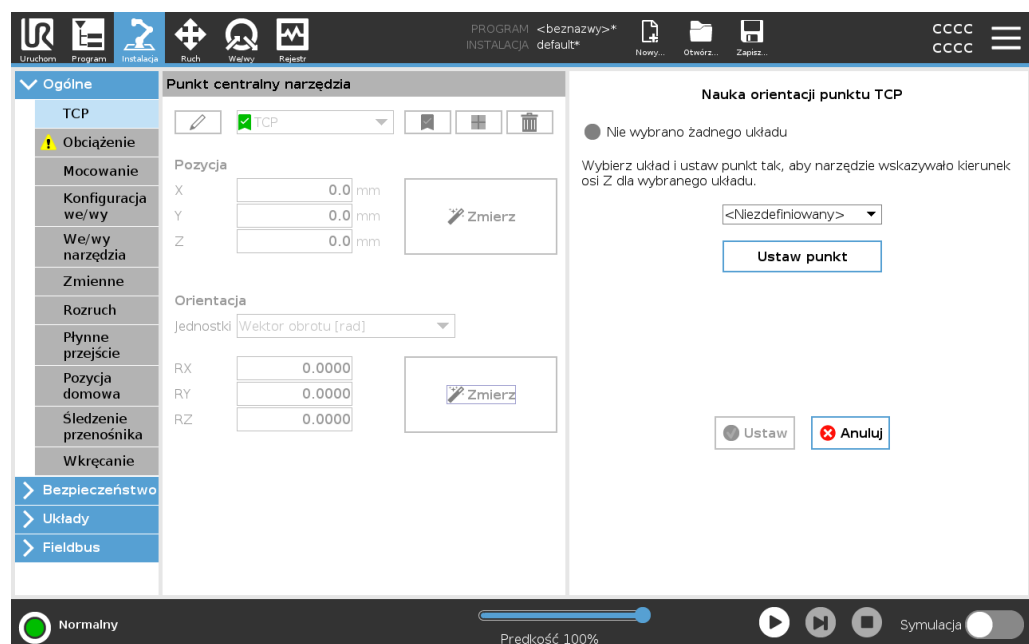 UR
PROGRAM <beznazwy>*
INSTALACJA default*
cccc
cccc
Uruchom Program Instalacja Ruch We/wy Rejestr Nowy... Otwórz... Zapisz...
Ogólne
TCP
Obciążenie
Mocowanie
Konfiguracja
we/wy
We/wy
narzędzia
Zmienne
Rozruch
Płynne
przejście
Pozycja
domowa
Śledzenie
przenośnika
Wkręcanie
Bezpieczeństwo
Układy
Fieldbus
Punkt centralny narzędzia
TCP
Pozycja
X 0.0 mm
Y 0.0 mm
Z 0.0 mm
Zmierz
Orientacja
Jednostki Wektor obrotu [rad]
RX 0.0000
RY 0.0000
RZ 0.0000
Zmierz
Nauka orientacji punktu TCP
Nie wybrano żadnego układu
Wybierz układ i ustaw punkt tak, aby narzędzie wskazywało kierunek
osi Z dla wybranego układu.
<Niezdefiniowany>
Ustaw punkt
Ustaw Anuluj
Normalny
Prędkość 100%
Symulacja